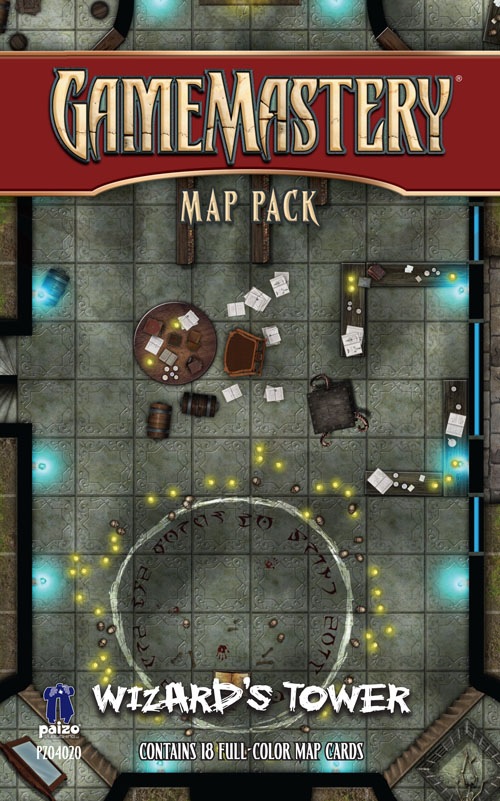 GAMEMASTERY®
MAP PACK
WIZARD'S TOWER
paizo
PZO4020
CONTAINS 18 FULL-COLOR MAP CARDS